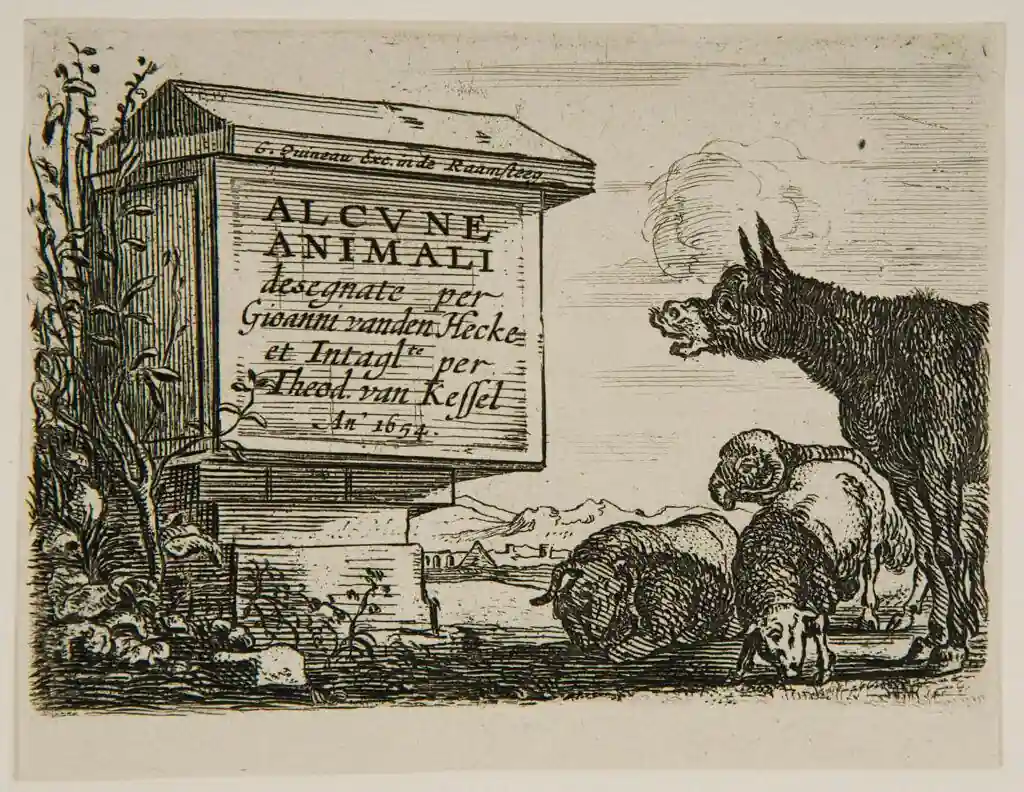 G. Quineau Exc. in de Raamsteeg
ALCVNE
ANIMALI
desegnate per
Gioanni vanden Hecke
et Intagl.te per
Theod. van Kessel
An° 1654.